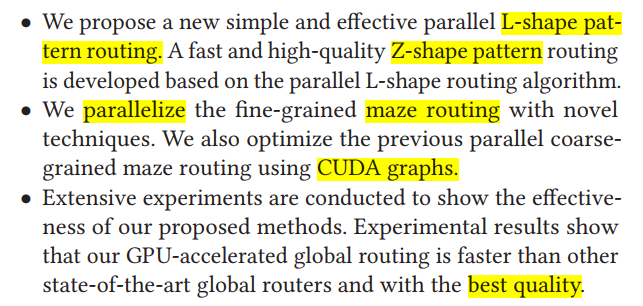 • We propose a new simple and effective parallel L-shape pat-
tern routing. A fast and high-quality Z-shape pattern routing
is developed based on the parallel L-shape routing algorithm.
• We parallelize the fine-grained maze routing with novel
techniques. We also optimize the previous parallel coarse-
grained maze routing using CUDA graphs.
• Extensive experiments are conducted to show the effective-
ness of our proposed methods. Experimental results show
that our GPU-accelerated global routing is faster than other
state-of-the-art global routers and with the best quality.